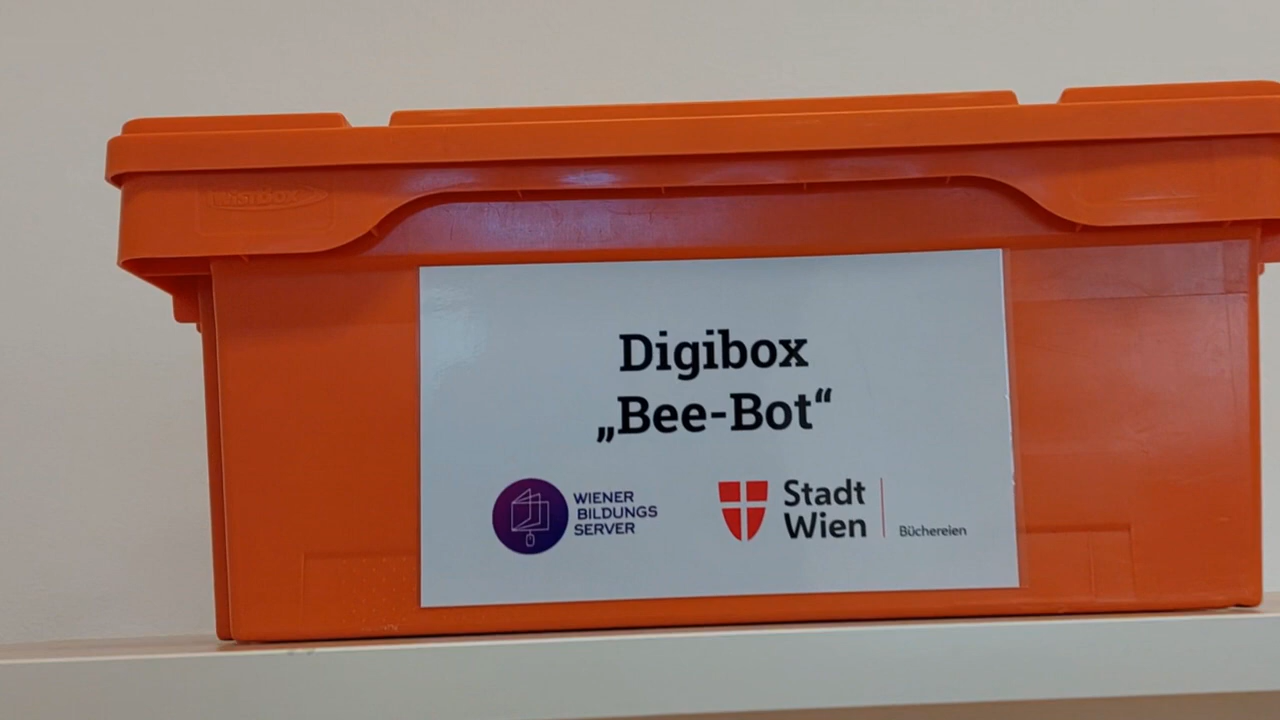 Digibox
„Bee-Bot“
WIENER
BILDUNGS
SERVER
Stadt
Wien
Büchereien